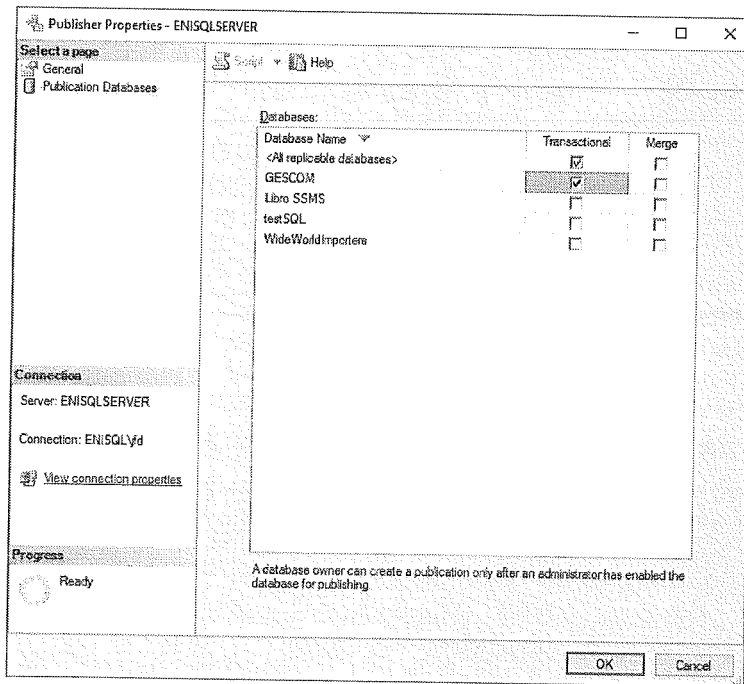 Publisher Properties - ENISQLSERVER
Select a page
General
Publication Databases
Script
Help
Databases:
Database Name Transactional Merge
<All replicable databases>
GESCOM
Libro SSMS
testSQL
WideWorldImporters
Connection
Server: ENISQLSERVER
Connection: ENISQL\fd
View connection properties
Progress
Ready
A database owner can create a publication only after an administrator has enabled the
database for publishing.
OK Cancel